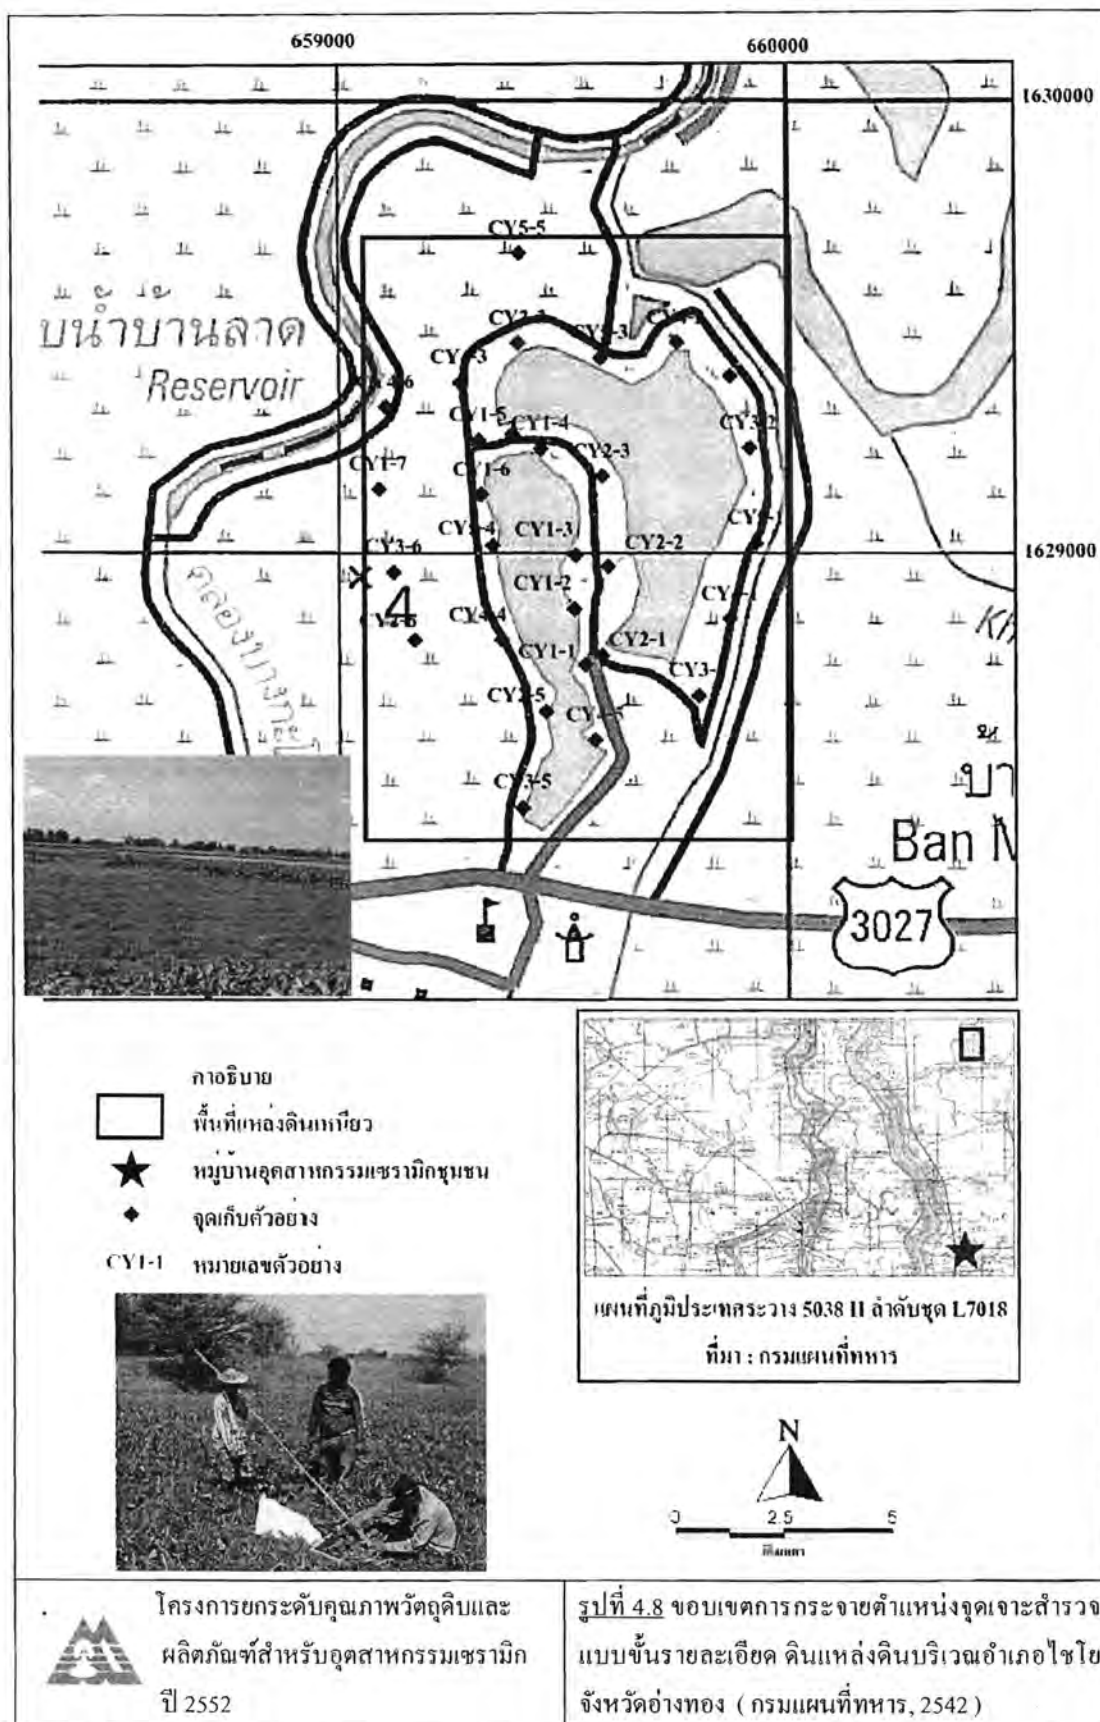 659000
660000
1630000
CY5-5
บน้ำบ้านลาด
Reservoir
CY1-5
CY1-4
CY3-2
CY2-3
CY1-7
CY1-6
CY1-3
CY2-2
1629000
CY3-6
CY1-2
4
CY2-1
CY1-1
CY3-
CY2-5
CY3-5
คลองบางกะ
บา
Ban M
3027
คำอธิบาย
พื้นที่แหล่งดินเหนียว
หมู่บ้านอุตสาหกรรมเซรามิกชุมชน
จุดเก็บตัวอย่าง
CY1-1 หมายเลขตัวอย่าง
แผนที่ภูมิประเทศระวาง 5038 II ลำดับชุด L7018
ที่มา : กรมแผนที่ทหาร
N
0 2.5 5
โครงการยกระดับคุณภาพวัตถุดิบและ
ผลิตภัณฑ์สำหรับอุตสาหกรรมเซรามิก
ปี 2552
รูปที่ 4.8 ขอบเขตการกระจายตำแหน่งจุดเจาะสำรวจ
แบบขั้นรายละเอียด ดินแหล่งดินบริเวณอำเภอไชโย
จังหวัดอ่างทอง ( กรมแผนที่ทหาร, 2542 )